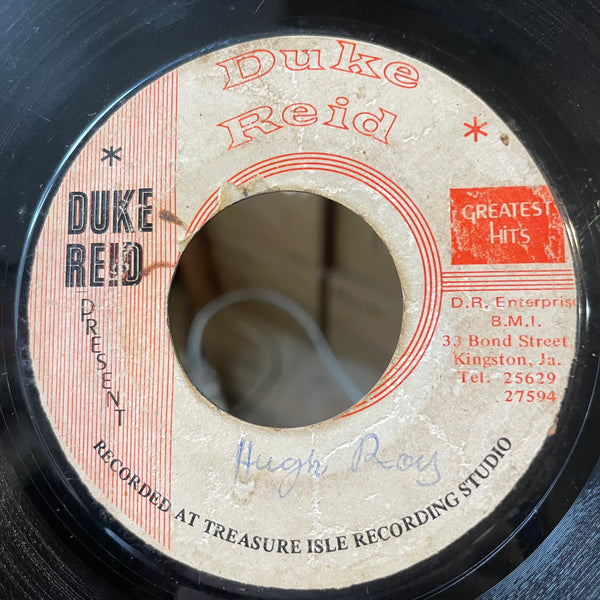 Duke
Reid
*
*
DUKE
REID
PRESENT
GREATEST
HITS
D.R. Enterprise
B.M.I.
33 Bond Street,
Kingston, Ja.
Tel: 25629
27594
Hugh Roy
RECORDED AT TREASURE ISLE RECORDING STUDIO